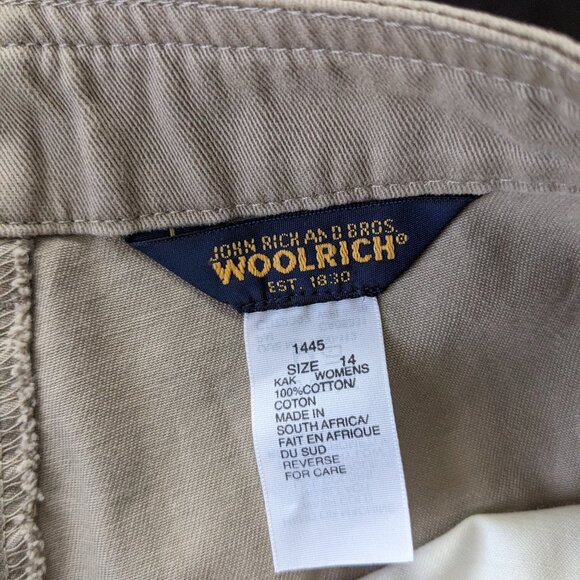 JOHN RICH AND BROS.
WOOLRICH®
EST. 1830
1445
SIZE 14
KAK WOMENS
100%COTTON/
COTON
MADE IN
SOUTH AFRICA/
FAIT EN AFRIQUE
DU SUD
REVERSE
FOR CARE